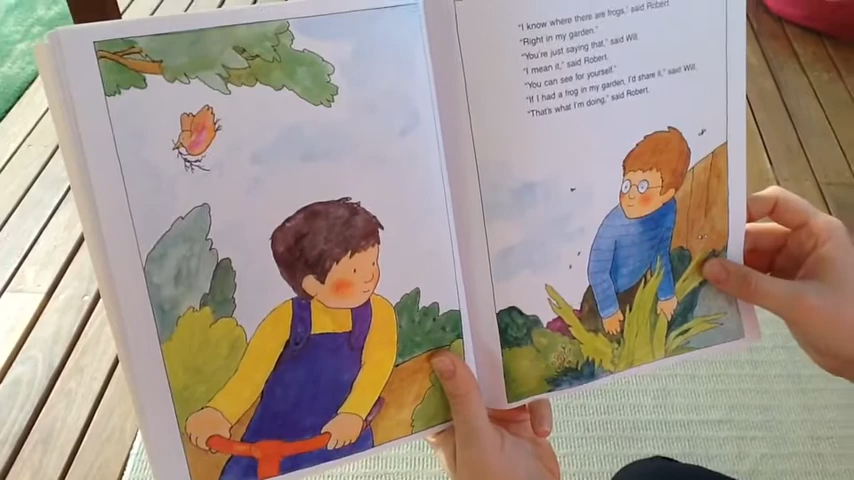 "I know where there are frogs," said Robert.
"Right in my garden."
"You're just saying that," said Will.
"I mean it," said Robert.
"You can see for yourself."
"If I had a frog in my garden, I'd share it," said Will.
"That's what I'm doing," said Robert.